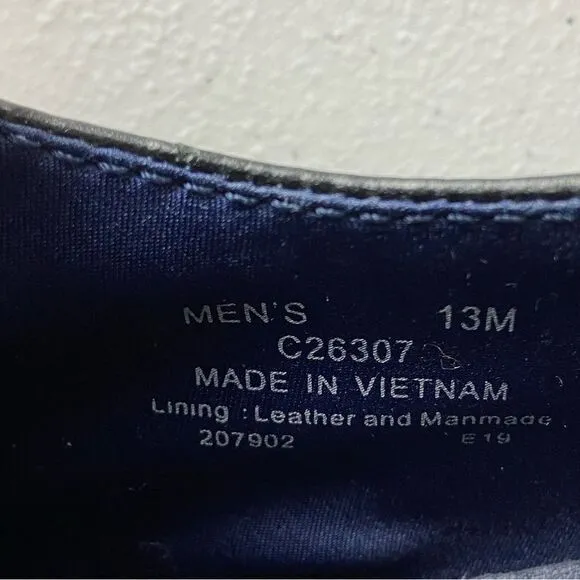 MEN'S 13M
C26307
MADE IN VIETNAM
Lining : Leather and Manmade
207902 E19